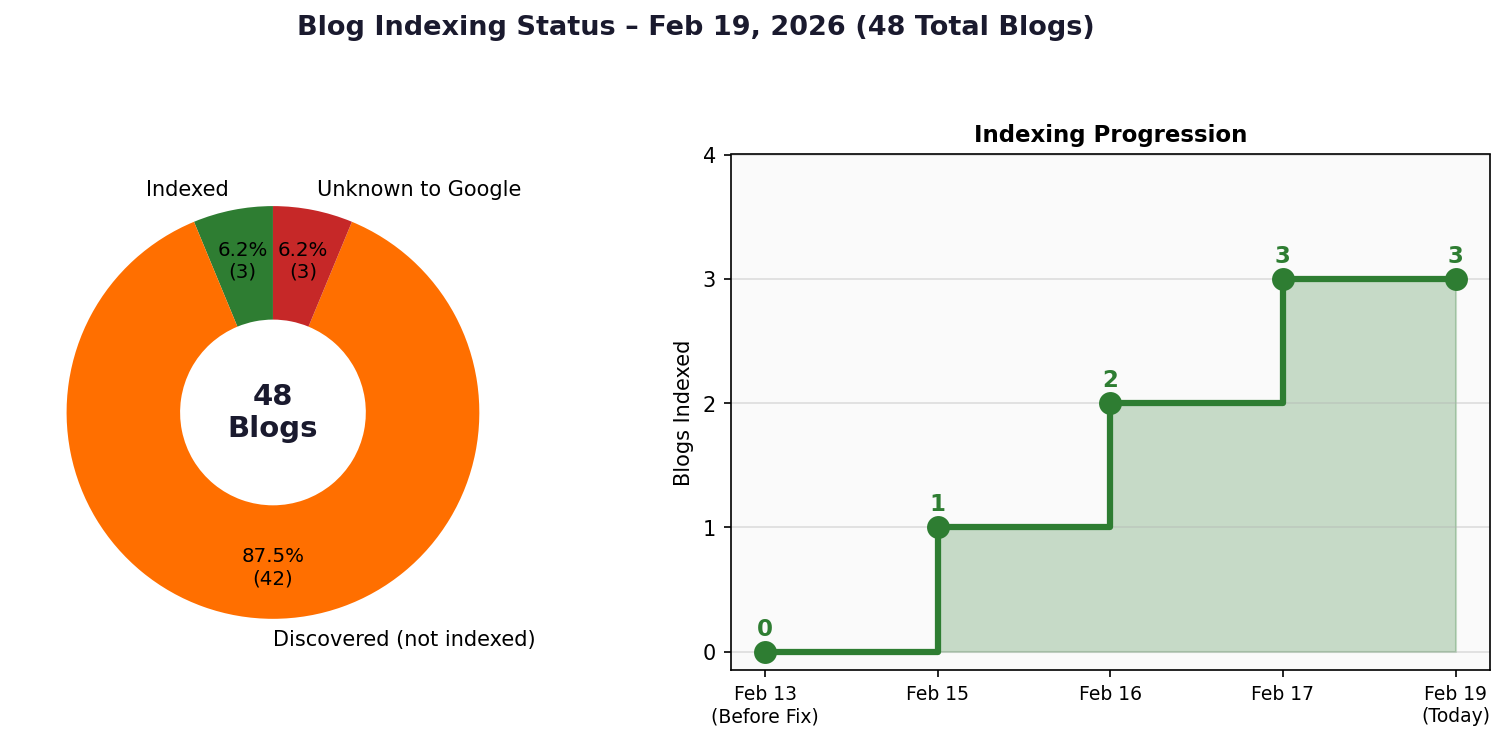 Blog Indexing Status – Feb 19, 2026 (48 Total Blogs)
Indexed
Unknown to Google
6.2%
(3)
6.2%
(3)
48
Blogs
87.5%
(42)
Discovered (not indexed)
Indexing Progression
Blogs Indexed
4
3
2
1
0
0
1
2
3
3
Feb 13
(Before Fix)
Feb 15
Feb 16
Feb 17
Feb 19
(Today)